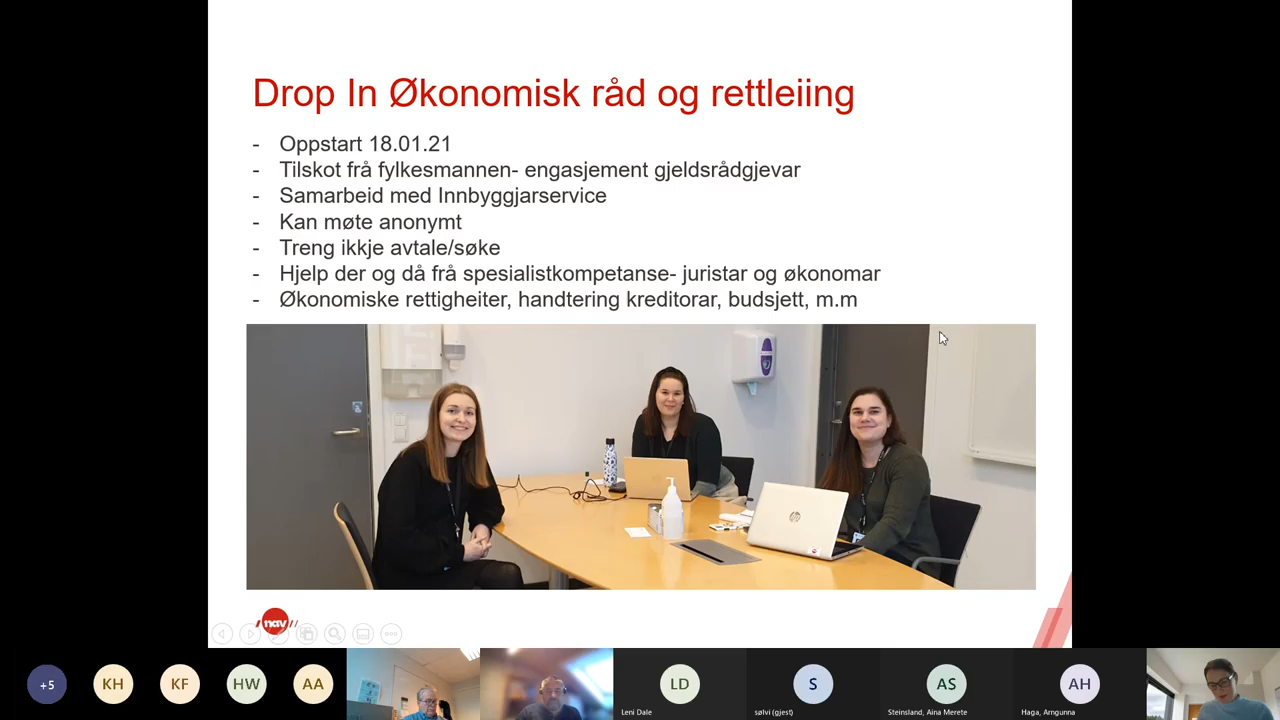 Drop In Økonomisk råd og rettleiing
- Oppstart 18.01.21
- Tilskot frå fylkesmannen- engasjement gjeldsrådgjevar
- Samarbeid med Innbyggjarservice
- Kan møte anonymt
- Treng ikkje avtale/søke
- Hjelp der og då frå spesialistkompetanse- juristar og økonomar
- Økonomiske rettigheiter, handtering kreditorar, budsjett, m.m
hp
nav
+5
KH
KF
HW
AA
LD
S
AS
AH
Leni Dale
sølvi (gjest)
Steinsland, Aina Merete
Haga, Arngunna